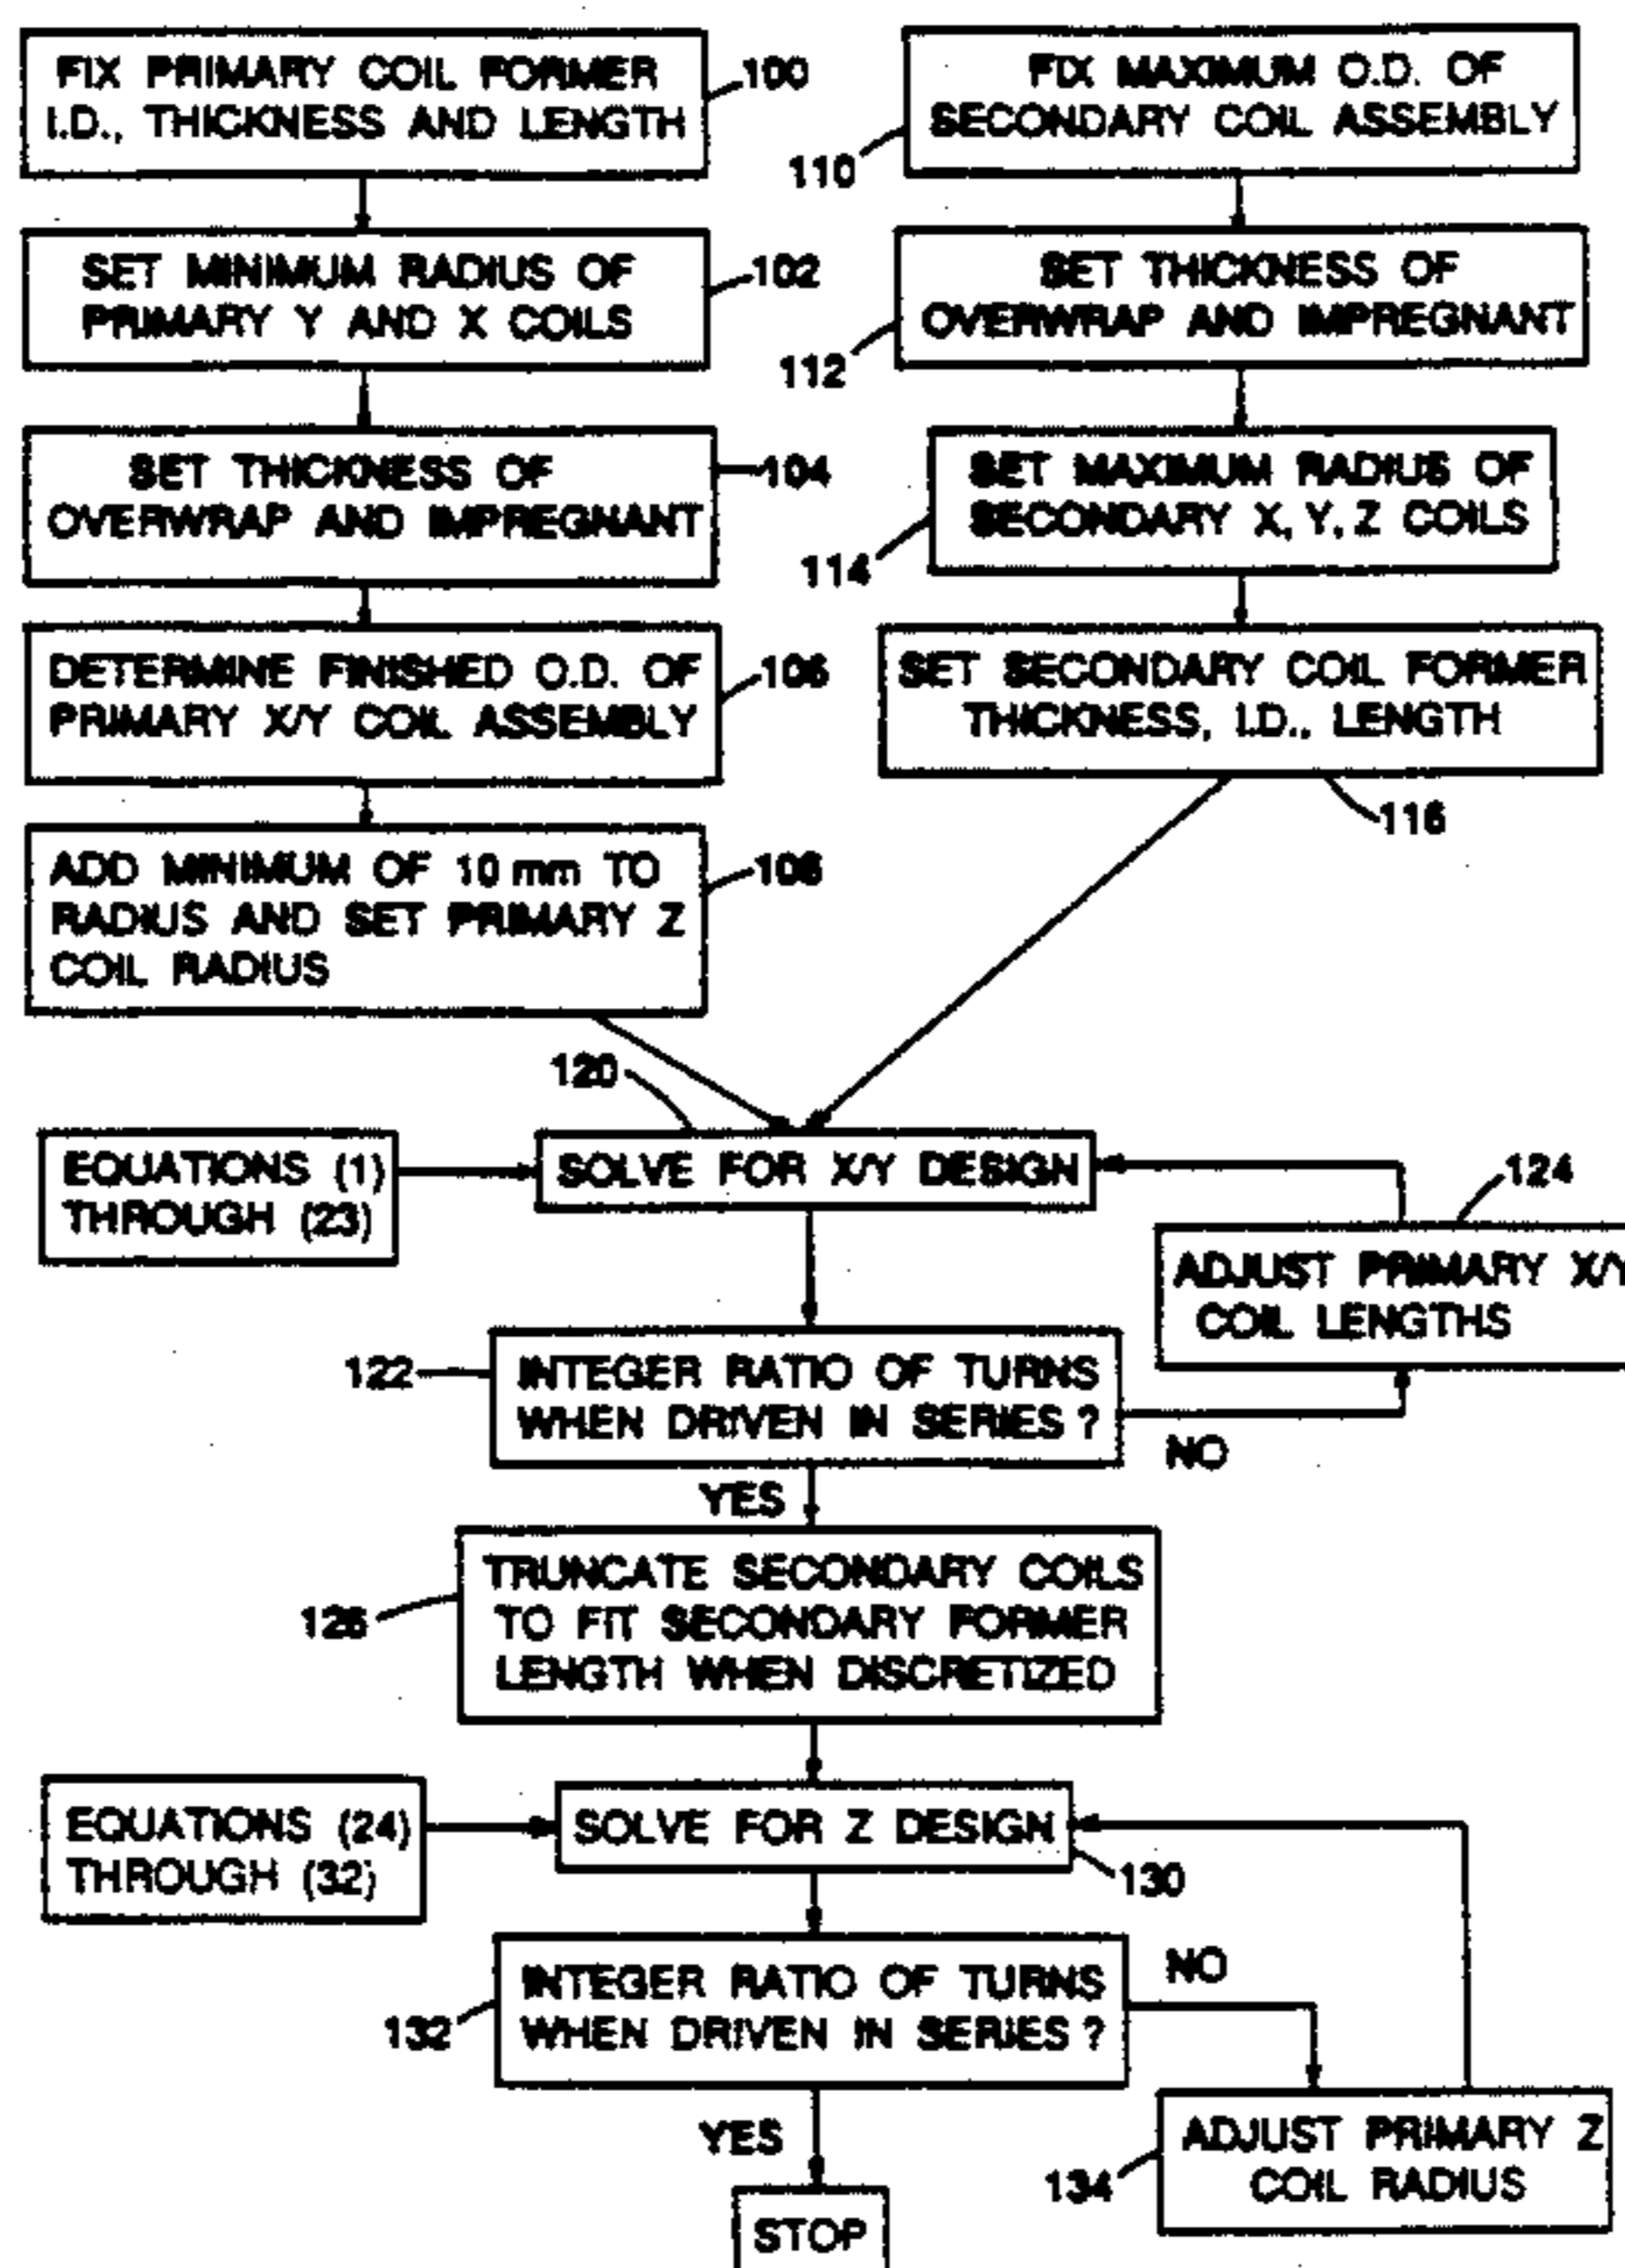 FIX PRIMARY COIL FORMER
I.D., THICKNESS AND LENGTH
100
SET MINIMUM RADIUS OF
PRIMARY Y AND X COILS
102
SET THICKNESS OF
OVERWRAP AND IMPREGNANT
104
DETERMINE FINISHED O.D. OF
PRIMARY X/Y COIL ASSEMBLY
106
ADD MINIMUM OF 10 mm TO
RADIUS AND SET PRIMARY Z
COIL RADIUS
108
FIX MAXIMUM O.D. OF
SECONDARY COIL ASSEMBLY
110
SET THICKNESS OF
OVERWRAP AND IMPREGNANT
112
SET MAXIMUM RADIUS OF
SECONDARY X, Y, Z COILS
114
SET SECONDARY COIL FORMER
THICKNESS, I.D., LENGTH
116
120
EQUATIONS (1)
THROUGH (23)
SOLVE FOR X/Y DESIGN
124
ADJUST PRIMARY X/Y
COIL LENGTHS
122
INTEGER RATIO OF TURNS
WHEN DRIVEN IN SERIES ?
NO
YES
TRUNCATE SECONDARY COILS
TO FIT SECONDARY FORMER
LENGTH WHEN DISCRETIZED
126
EQUATIONS (24)
THROUGH (32)
SOLVE FOR Z DESIGN
130
INTEGER RATIO OF TURNS
WHEN DRIVEN IN SERIES ?
132
NO
YES
ADJUST PRIMARY Z
COIL RADIUS
134
STOP